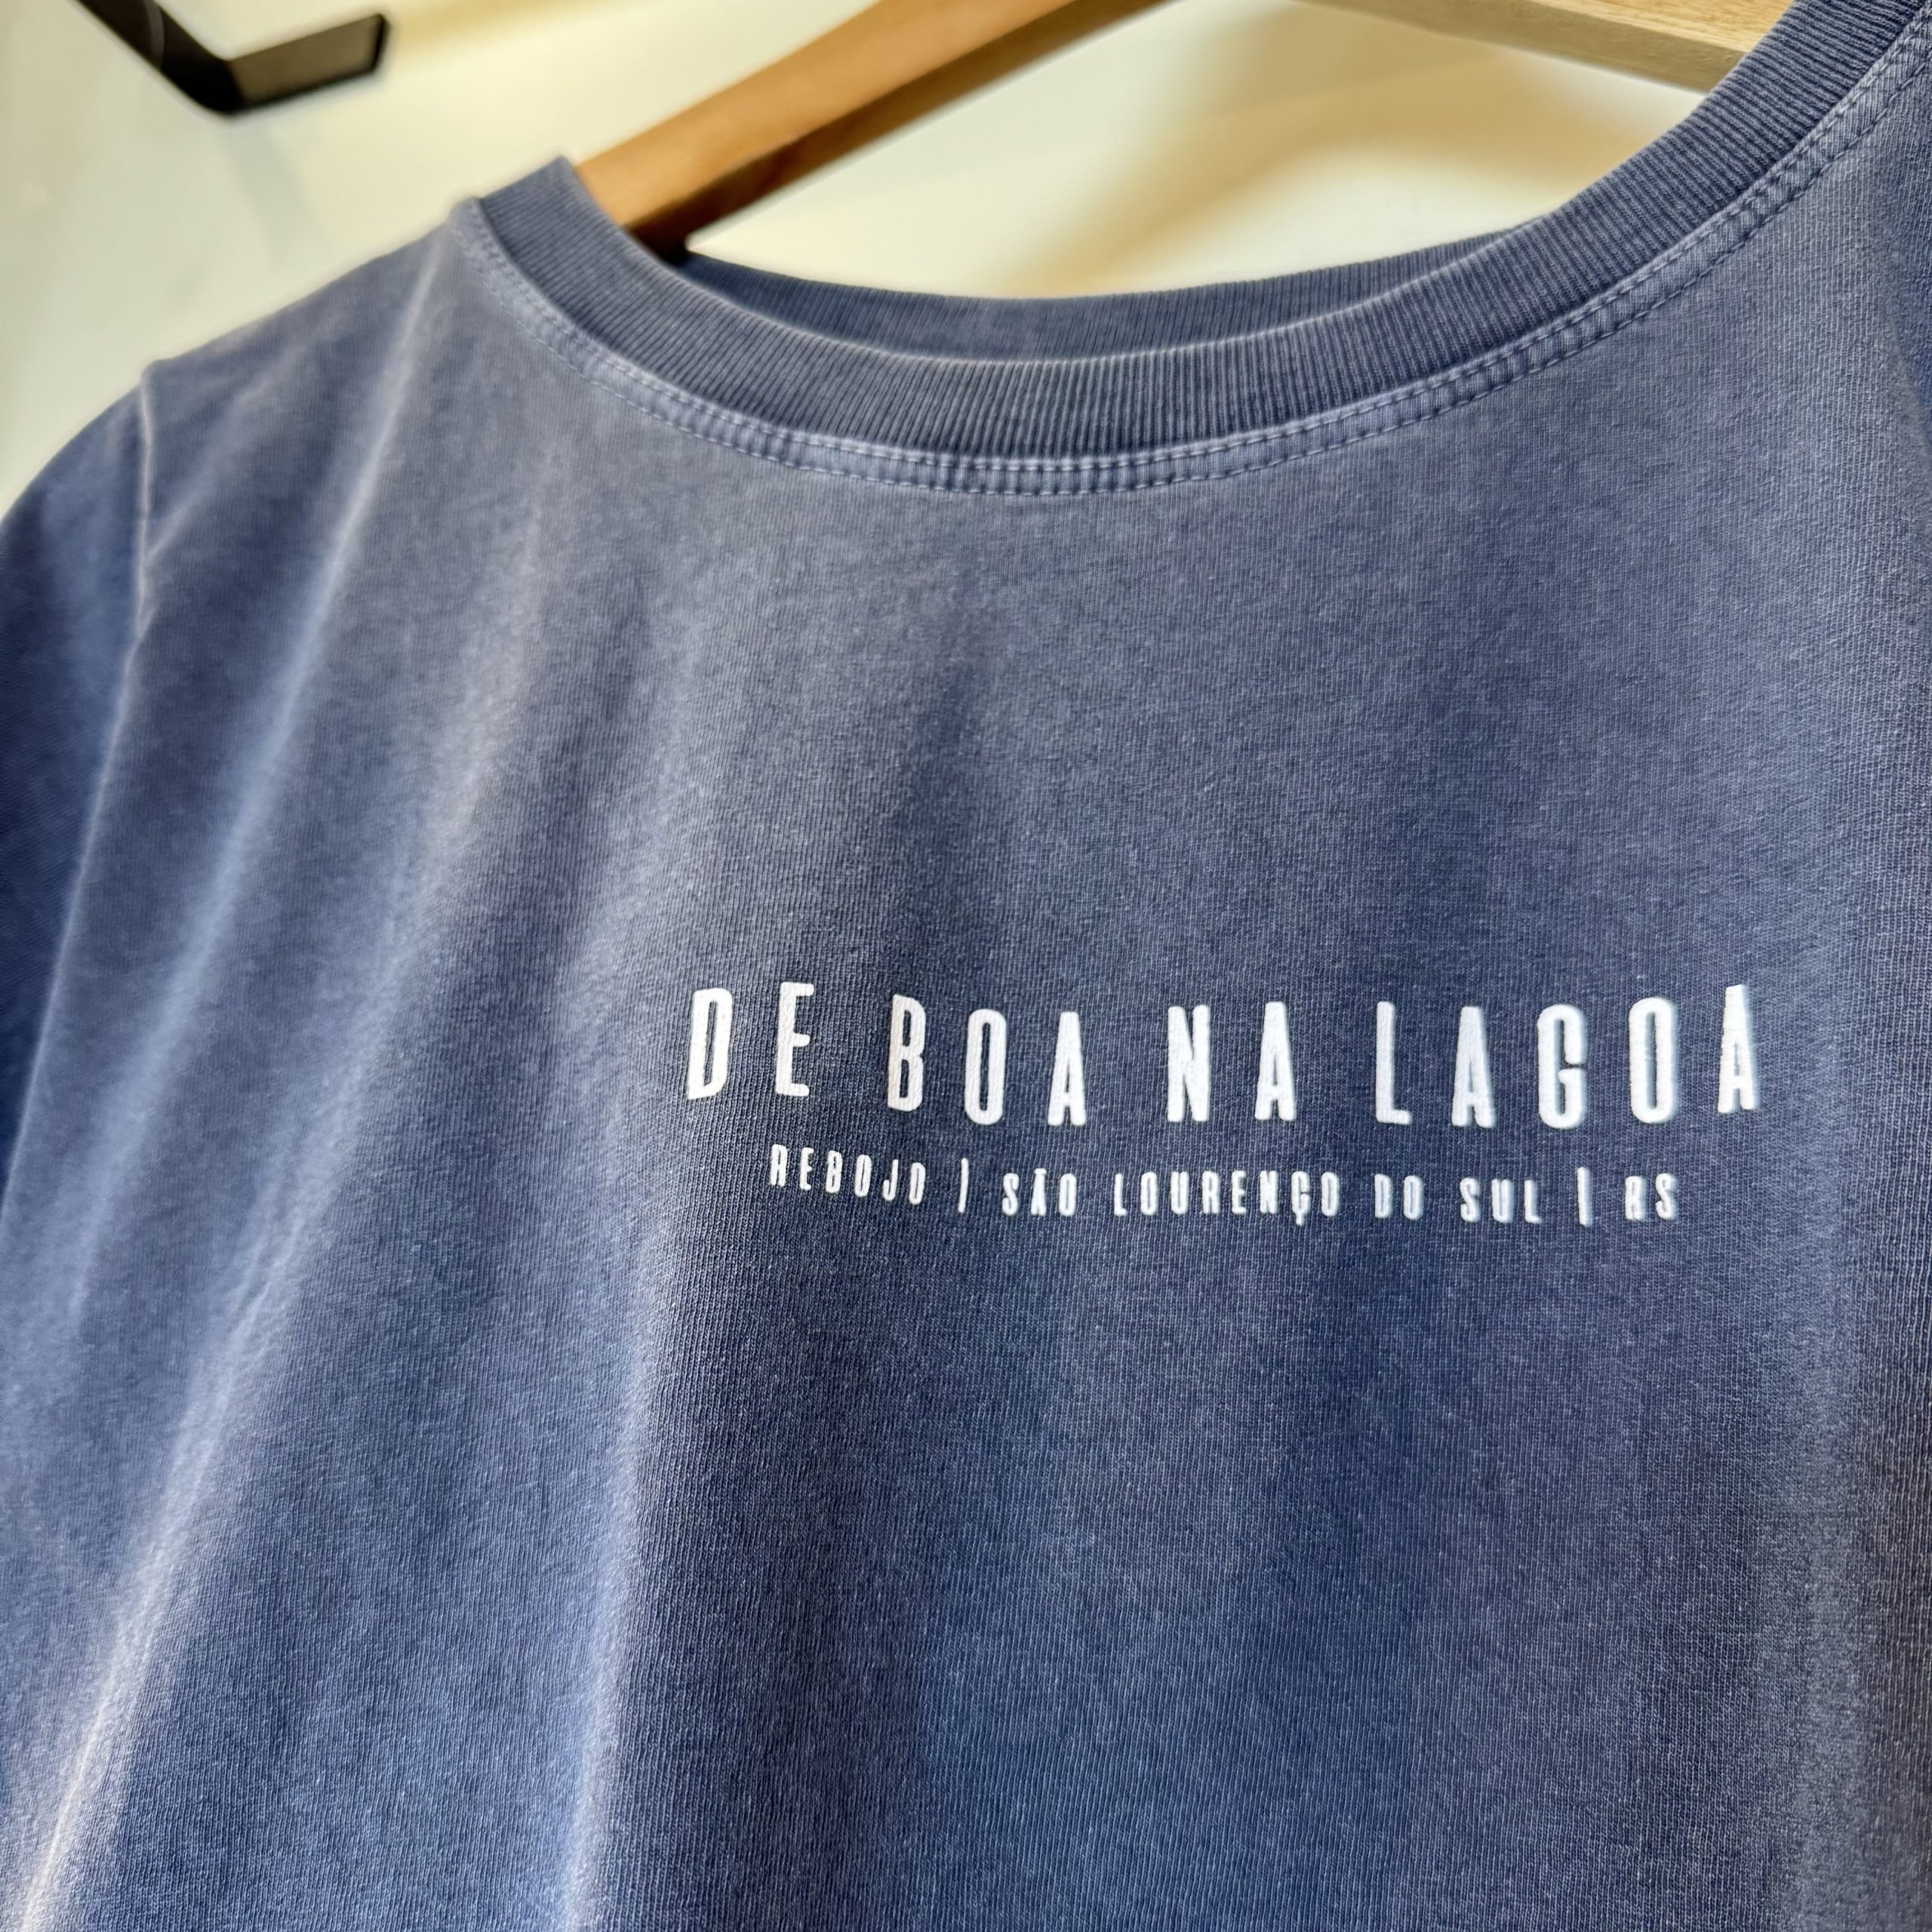 DE BOA NA LAGOA
REBOJO | SÃO LOURENÇO DO SUL | RS